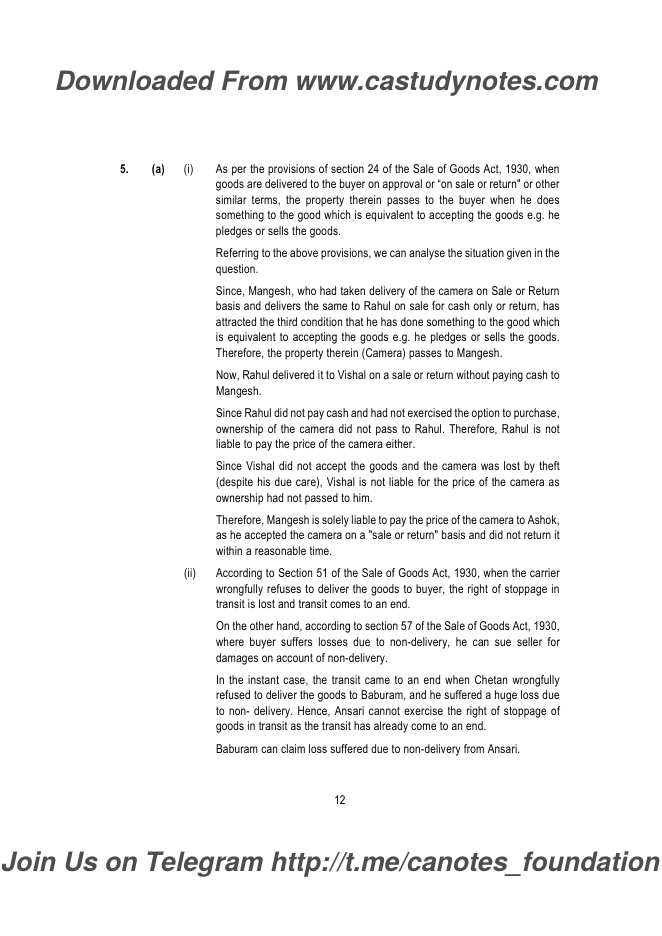 Downloaded From www.castudynotes.com
5. (a) (i) As per the provisions of section 24 of the Sale of Goods Act, 1930, when
goods are delivered to the buyer on approval or “on sale or return" or other
similar terms, the property therein passes to the buyer when he does
something to the good which is equivalent to accepting the goods e.g. he
pledges or sells the goods.
Referring to the above provisions, we can analyse the situation given in the
question.
Since, Mangesh, who had taken delivery of the camera on Sale or Return
basis and delivers the same to Rahul on sale for cash only or return, has
attracted the third condition that he has done something to the good which
is equivalent to accepting the goods e.g. he pledges or sells the goods.
Therefore, the property therein (Camera) passes to Mangesh.
Now, Rahul delivered it to Vishal on a sale or return without paying cash to
Mangesh.
Since Rahul did not pay cash and had not exercised the option to purchase,
ownership of the camera did not pass to Rahul. Therefore, Rahul is not
liable to pay the price of the camera either.
Since Vishal did not accept the goods and the camera was lost by theft
(despite his due care), Vishal is not liable for the price of the camera as
ownership had not passed to him.
Therefore, Mangesh is solely liable to pay the price of the camera to Ashok,
as he accepted the camera on a "sale or return" basis and did not return it
within a reasonable time.
(ii) According to Section 51 of the Sale of Goods Act, 1930, when the carrier
wrongfully refuses to deliver the goods to buyer, the right of stoppage in
transit is lost and transit comes to an end.
On the other hand, according to section 57 of the Sale of Goods Act, 1930,
where buyer suffers losses due to non-delivery, he can sue seller for
damages on account of non-delivery.
In the instant case, the transit came to an end when Chetan wrongfully
refused to deliver the goods to Baburam, and he suffered a huge loss due
to non- delivery. Hence, Ansari cannot exercise the right of stoppage of
goods in transit as the transit has already come to an end.
Baburam can claim loss suffered due to non-delivery from Ansari.
12
Join Us on Telegram http://t.me/canotes_foundation